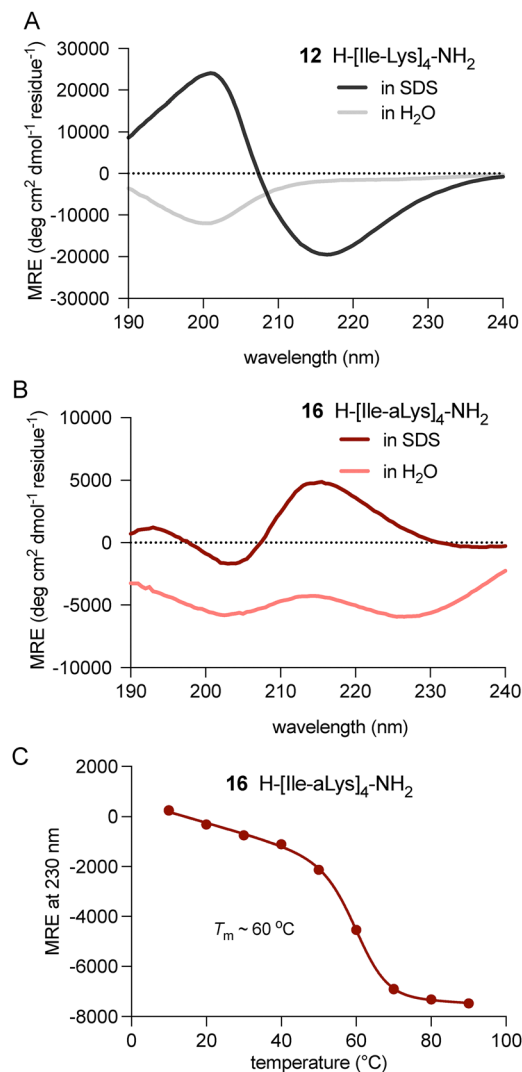 A
12 H-[Ile-Lys]4-NH2
in SDS
in H2O
MRE (deg cm2 dmol-1 residue-1)
30000
20000
10000
0
-10000
-20000
-30000
190 200 210 220 230 240
wavelength (nm)
B
16 H-[Ile-aLys]4-NH2
in SDS
in H2O
MRE (deg cm2 dmol-1 residue-1)
10000
5000
0
-5000
-10000
190 200 210 220 230 240
wavelength (nm)
C
16 H-[Ile-aLys]4-NH2
MRE at 230 nm
2000
0
-2000
-4000
-6000
-8000
Tm ~ 60 °C
0 20 40 60 80 100
temperature (°C)